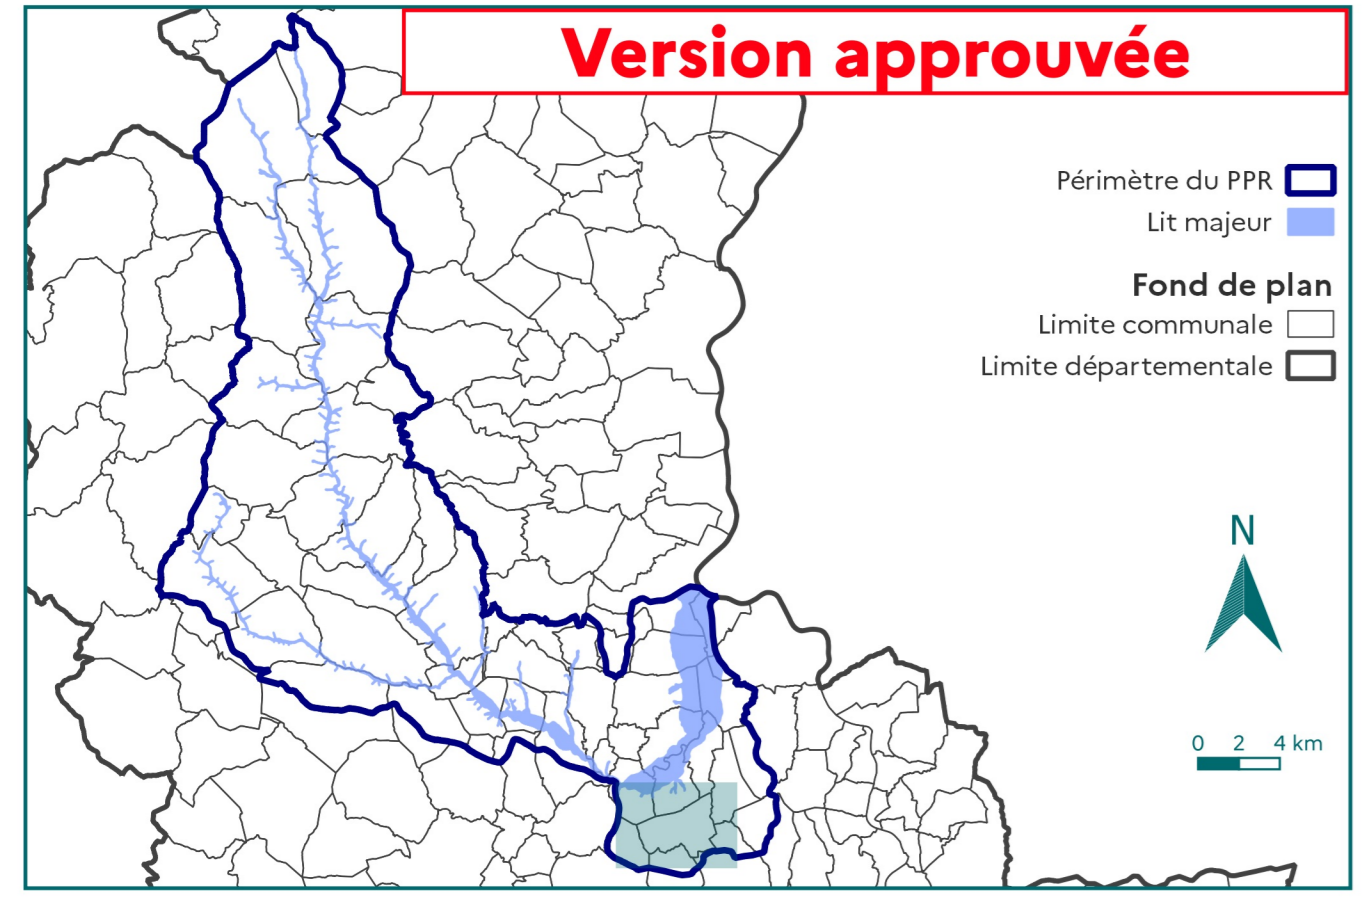 Version approuvée
Périmètre du PPR
Lit majeur
Fond de plan
Limite communale
Limite départementale
N
0 2 4 km